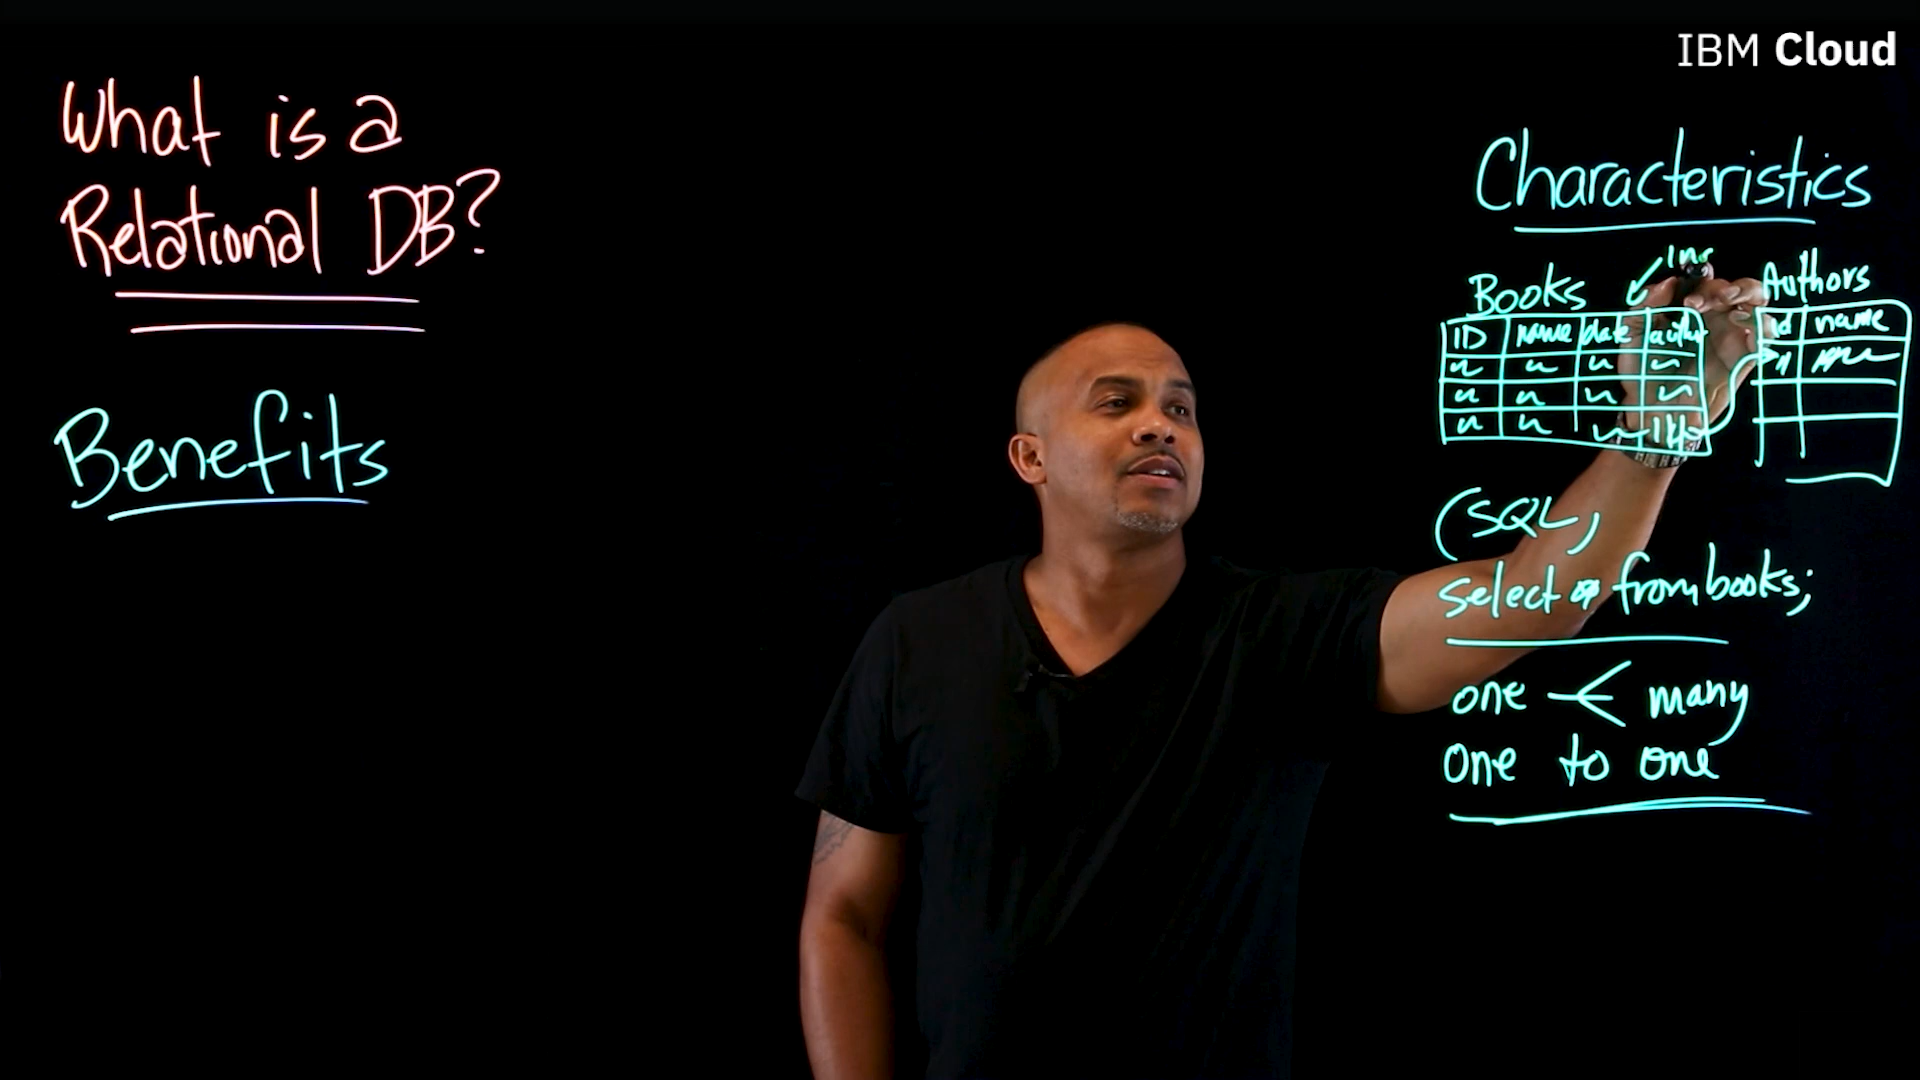 IBM Cloud
What is a
Relational DB?
Benefits
Characteristics
Books
Authors
ID name date author
id name
(SQL)
select * from books;
one many
one to one